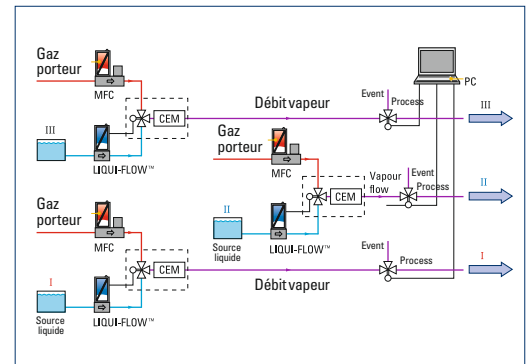 Gaz
porteur
MFC
III
LIQUI-FLOW™
CEM
Débit vapeur
Event
Process
PC
III
Gaz
porteur
MFC
II
Source
liquide
LIQUI-FLOW™
CEM
Vapour
flow
Event
Process
II
Gaz
porteur
MFC
I
Source
liquide
LIQUI-FLOW™
CEM
Débit vapeur
Event
Process
I